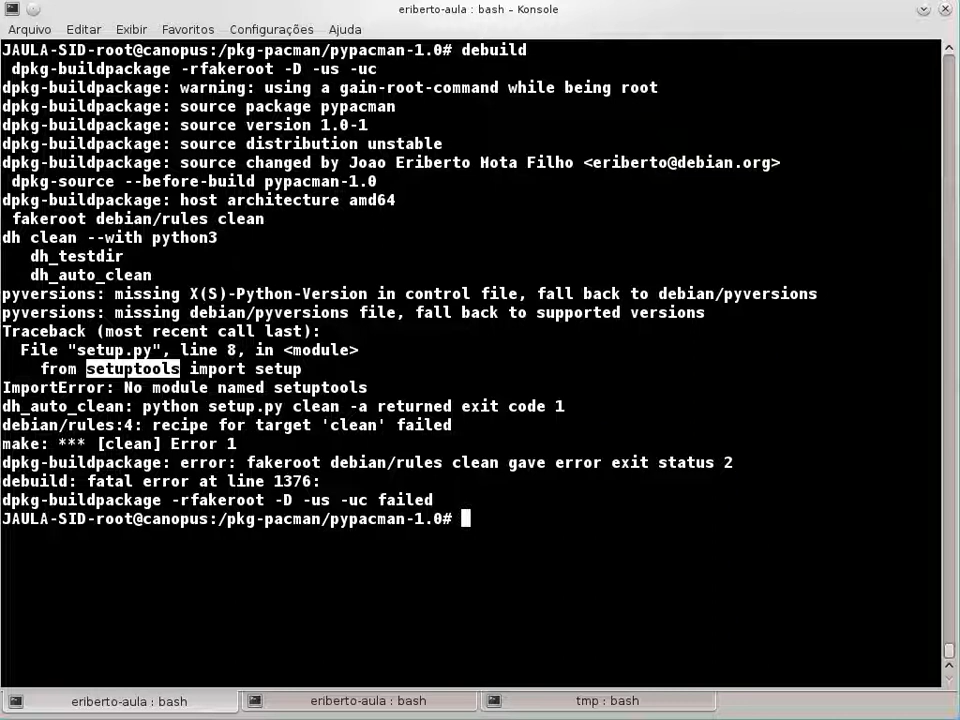 eriberto-aula : bash – Konsole
Arquivo Editar Exibir Favoritos Configurações Ajuda
JAULA-SID-root@canopus:/pkg-pacman/pypacman-1.0# debuild
 dpkg-buildpackage -rfakeroot -D -us -uc
dpkg-buildpackage: warning: using a gain-root-command while being root
dpkg-buildpackage: source package pypacman
dpkg-buildpackage: source version 1.0-1
dpkg-buildpackage: source distribution unstable
dpkg-buildpackage: source changed by Joao Eriberto Mota Filho <eriberto@debian.org>
 dpkg-source --before-build pypacman-1.0
dpkg-buildpackage: host architecture amd64
 fakeroot debian/rules clean
dh clean --with python3
   dh_testdir
   dh_auto_clean
pyversions: missing X(S)-Python-Version in control file, fall back to debian/pyversions
pyversions: missing debian/pyversions file, fall back to supported versions
Traceback (most recent call last):
  File "setup.py", line 8, in <module>
    from setuptools import setup
ImportError: No module named setuptools
dh_auto_clean: python setup.py clean -a returned exit code 1
debian/rules:4: recipe for target 'clean' failed
make: *** [clean] Error 1
dpkg-buildpackage: error: fakeroot debian/rules clean gave error exit status 2
debuild: fatal error at line 1376:
dpkg-buildpackage -rfakeroot -D -us -uc failed
JAULA-SID-root@canopus:/pkg-pacman/pypacman-1.0#
eriberto-aula : bash
eriberto-aula : bash
tmp : bash